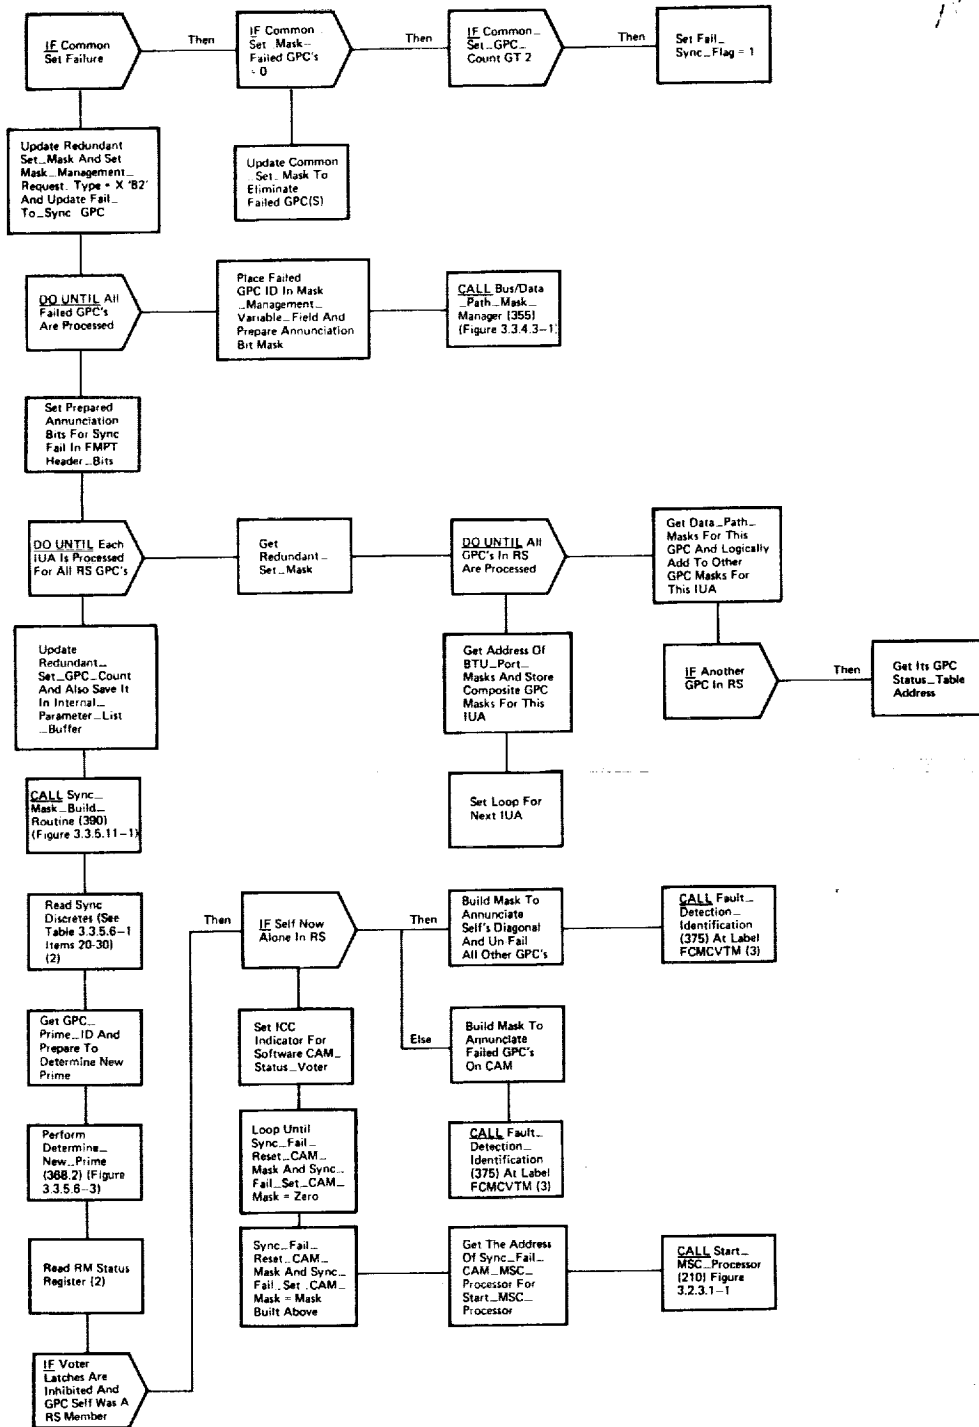 IF Common
Set Failure
Then
IF Common
Set_Mask_
Failed GPC's
= 0
Then
IF Common_
Set_GPC_
Count GT 2
Then
Set Fail_
Sync_Flag = 1
Update Redundant
Set_Mask And Set
Mask_Management_
Request_Type = X 'B2'
And Update Fail_
To_Sync GPC
Update Common
_Set_Mask To
Eliminate
Failed GPC(S)
DO UNTIL All
Failed GPC's
Are Processed
Place Failed
GPC ID In Mask
_Management_
Variable_Field And
Prepare Annunciation
Bit Mask
CALL Bus/Data
_Path_Mask_
Manager (355)
(Figure 3.3.4.3-1)
Set Prepared
Annunciation
Bits For Sync
Fail In FMPT
Header_Bits
DO UNTIL Each
IUA Is Processed
For All RS GPC's
Get
Redundant_
Set_Mask
DO UNTIL All
GPC's In RS
Are Processed
Get Data_Path_
Masks For This
GPC And Logically
Add To Other
GPC Masks For
This IUA
Update
Redundant_
Set_GPC_Count
And Also Save It
In Internal_
Parameter_List
_Buffer
Get Address Of
BTU_Port_
Masks And Store
Composite GPC
Masks For This
IUA
IF Another
GPC In RS
Then
Get Its GPC
Status_Table
Address
CALL Sync_
Mask_Build_
Routine (390)
(Figure 3.3.5.11-1)
Set Loop For
Next IUA
Read Sync
Discretes (See
Table 3.3.5.6-1
Items 20-30)
(2)
Then
IF Self Now
Alone In RS
Then
Build Mask To
Annunciate
Self's Diagonal
And Un Fail
All Other GPC's
CALL Fault_
Detection_
Identification
(375) At Label
FCMCVTM (3)
Get GPC_
Prime_ID And
Prepare To
Determine New
Prime
Set ICC
Indicator For
Software CAM_
Status_Voter
Else
Build Mask To
Annunciate
Failed GPC's
On CAM
Perform
Determine_
New_Prime
(368.2) (Figure
3.3.5.6-3)
Loop Until
Sync_Fail_
Reset_CAM_
Mask And Sync_
Fail_Set_CAM_
Mask = Zero
CALL Fault_
Detection_
Identification
(375) At Label
FCMCVTM (3)
Read RM Status
Register (2)
Sync_Fail_
Reset_CAM_
Mask And Sync_
Fail_Set_CAM_
Mask = Mask
Built Above
Get The Address
Of Sync_Fail_
CAM_MSC_
Processor For
Start_MSC_
Processor
CALL Start_
MSC_Processor
(210) Figure
3.2.3.1-1
IF Voter
Latches Are
Inhibited And
GPC Self Was A
RS Member